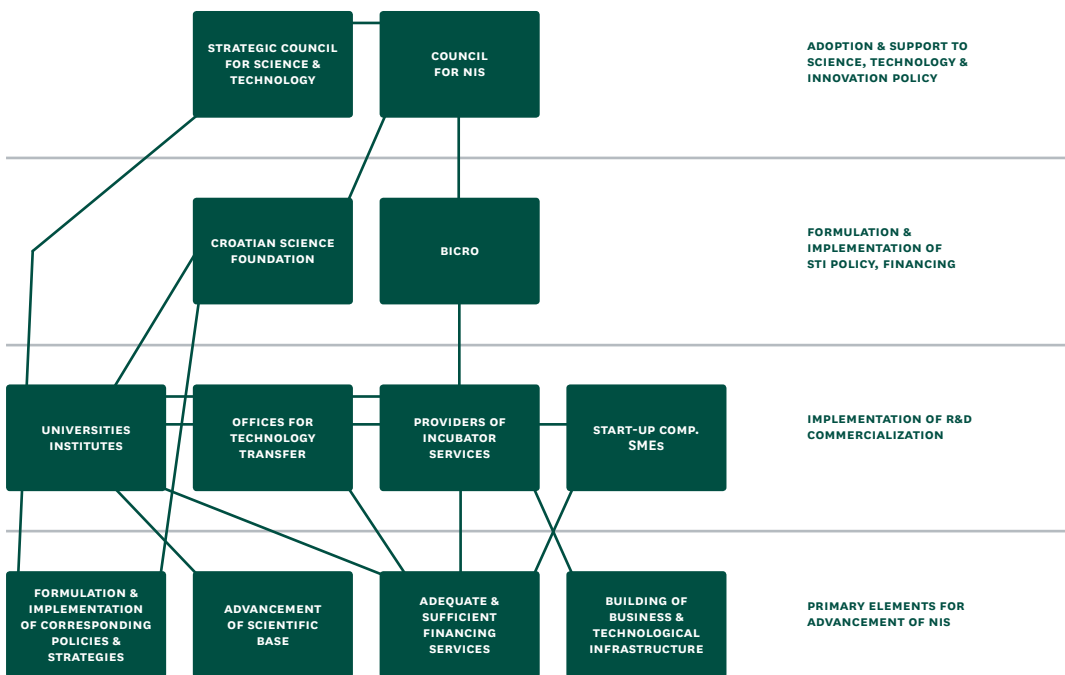 STRATEGIC COUNCIL
FOR SCIENCE &
TECHNOLOGY
COUNCIL
FOR NIS
ADOPTION & SUPPORT TO
SCIENCE, TECHNOLOGY &
INNOVATION POLICY
CROATIAN SCIENCE
FOUNDATION
BICRO
FORMULATION &
IMPLEMENTATION OF
STI POLICY, FINANCING
UNIVERSITIES
INSTITUTES
OFFICES FOR
TECHNOLOGY
TRANSFER
PROVIDERS OF
INCUBATOR
SERVICES
START-UP COMP.
SMEs
IMPLEMENTATION OF R&D
COMMERCIALIZATION
FORMULATION &
IMPLEMENTATION
OF CORRESPONDING
POLICIES &
STRATEGIES
ADVANCEMENT
OF SCIENTIFIC
BASE
ADEQUATE &
SUFFICIENT
FINANCING
SERVICES
BUILDING OF
BUSINESS &
TECHNOLOGICAL
INFRASTRUCTURE
PRIMARY ELEMENTS FOR
ADVANCEMENT OF NIS